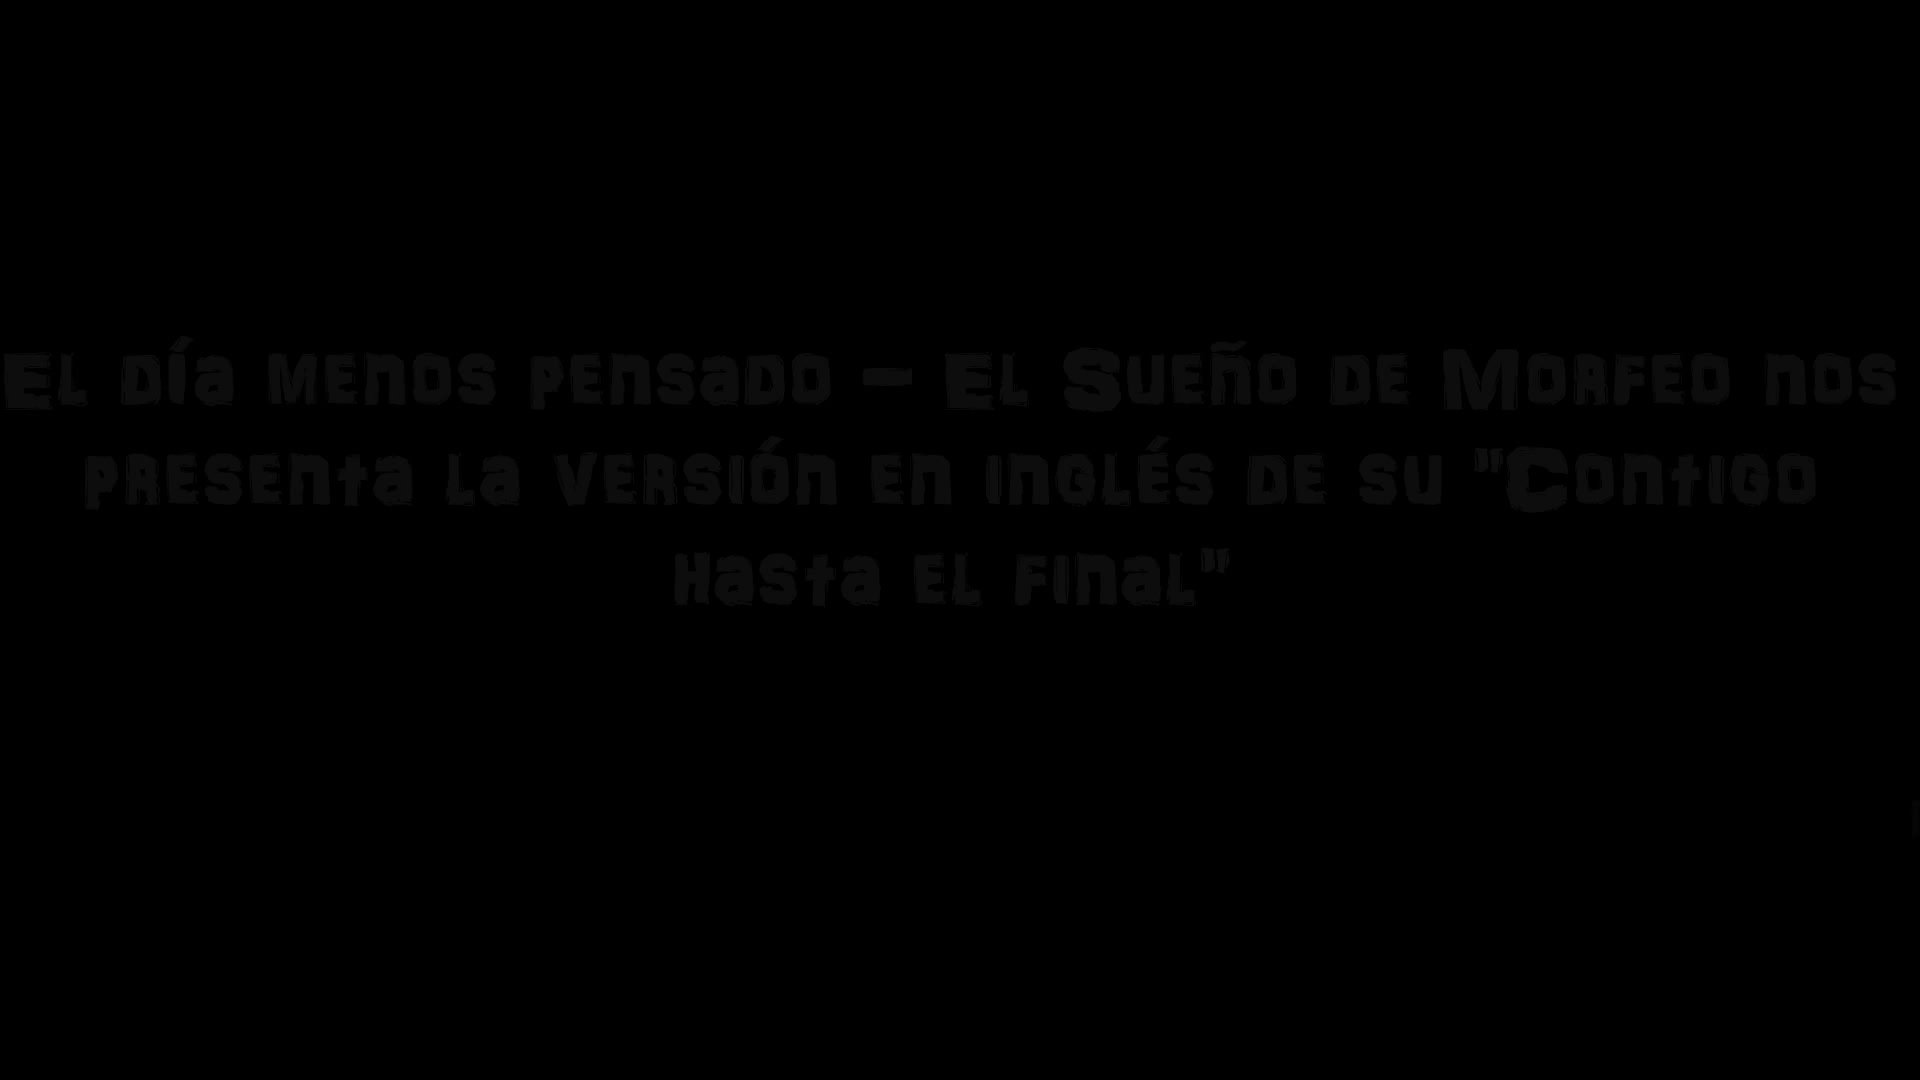 El día menos pensado - El Sueño de Morfeo nos
presenta la versión en inglés de su "Contigo
hasta el final"